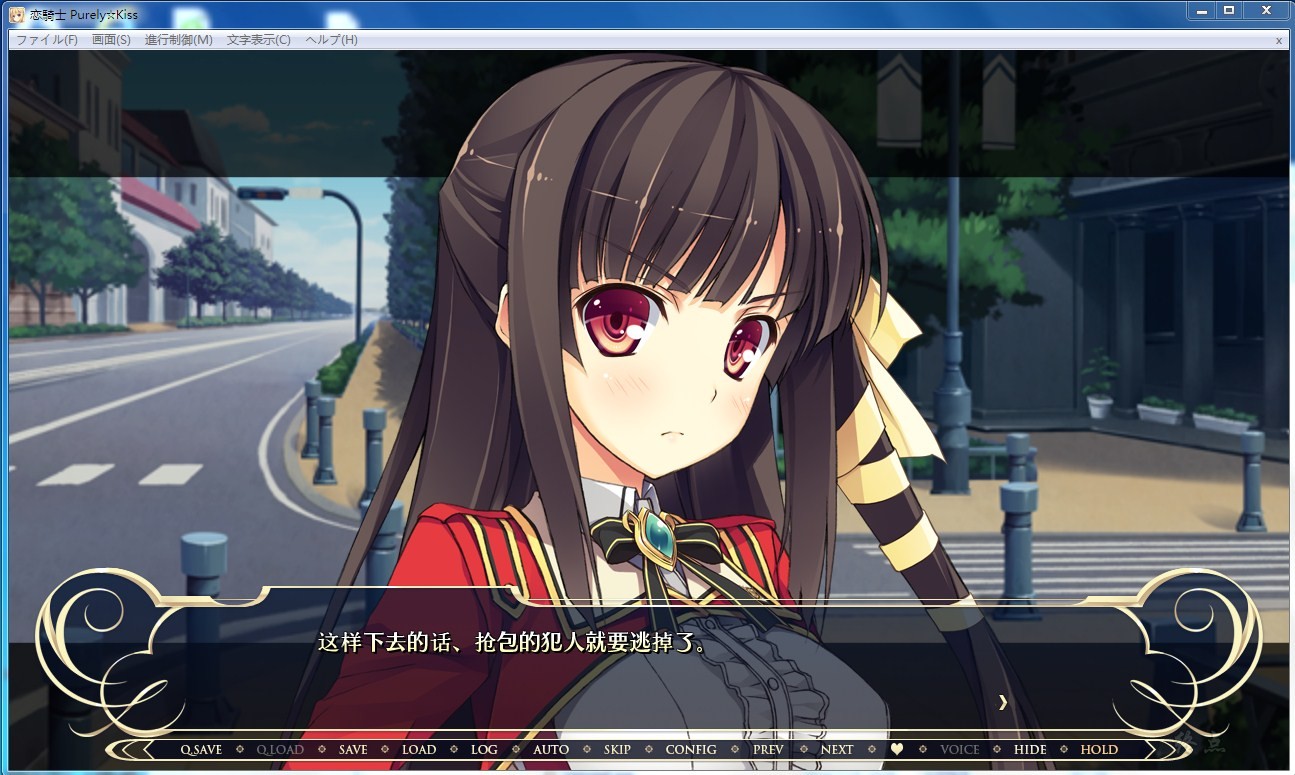 恋騎士 Purely☆Kiss
ファイル(F) 画面(S) 進行制御(M) 文字表示(C) ヘルプ(H)
这样下去的话、抢包的犯人就要逃掉了。
Q.SAVE Q.LOAD SAVE LOAD LOG AUTO SKIP CONFIG PREV NEXT VOICE HIDE HOLD